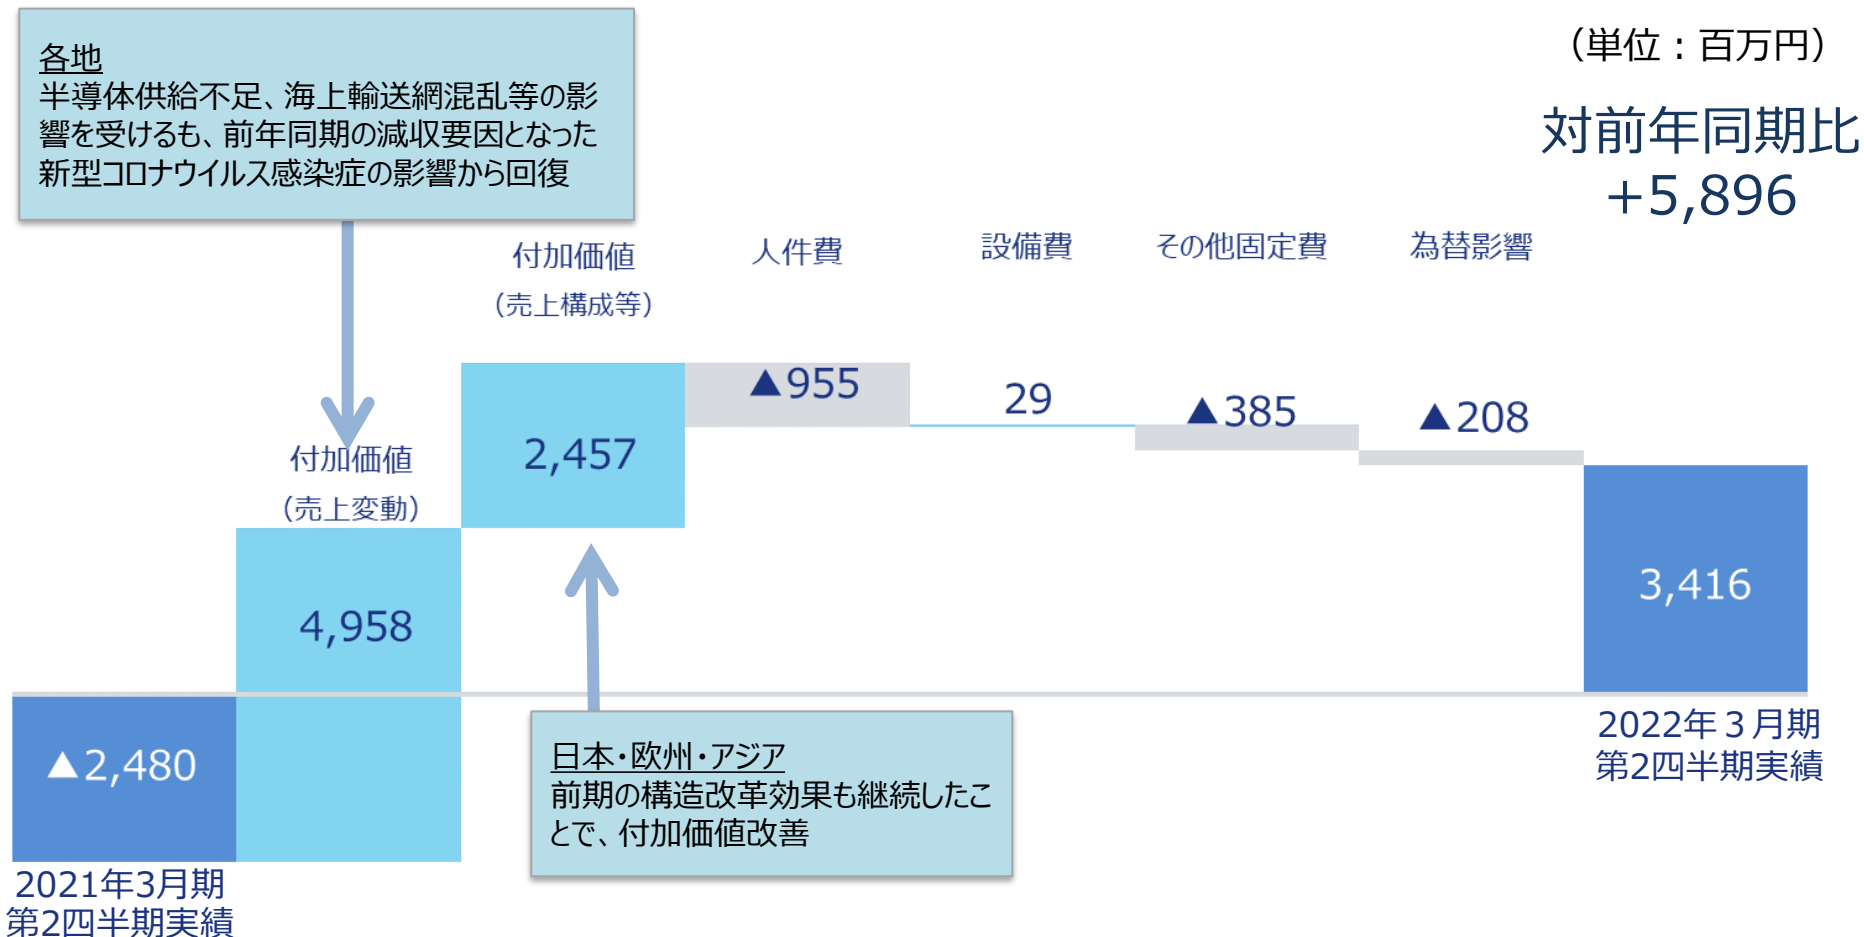 各地
半導体供給不足、海上輸送網混乱等の影
響を受けるも、前年同期の減収要因となった
新型コロナウイルス感染症の影響から回復
（単位：百万円）
対前年同期比
+5,896
付加価値
（売上構成等）
人件費
設備費
その他固定費
為替影響
▲955
29
▲385
▲208
2,457
付加価値
（売上変動）
4,958
3,416
▲2,480
日本・欧州・アジア
前期の構造改革効果も継続したこ
とで、付加価値改善
2022年３月期
第2四半期実績
2021年3月期
第2四半期実績